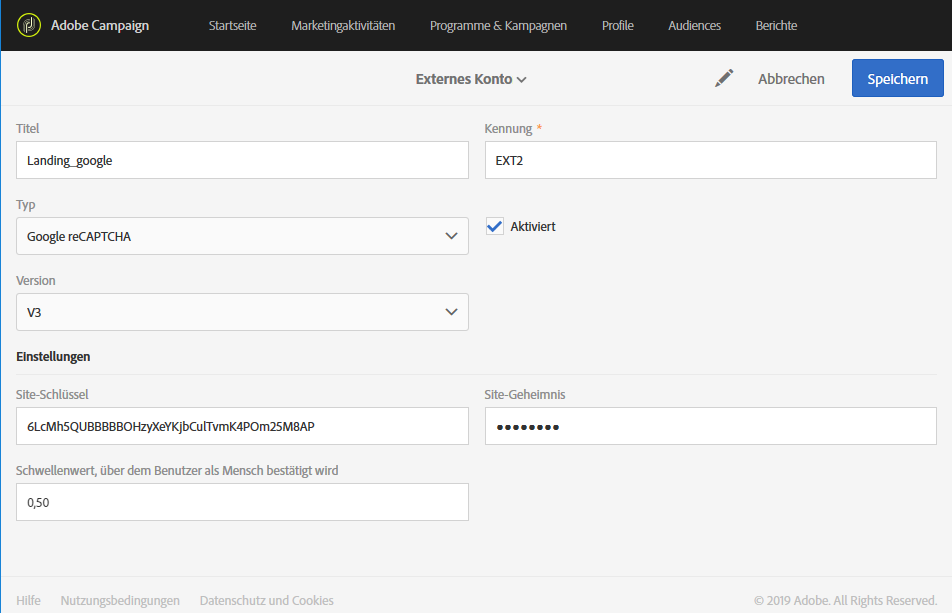 Adobe Campaign Startseite Marketingaktivitäten Programme & Kampagnen Profile Audiences Berichte
Externes Konto Abbrechen Speichern
Titel Kennung *
Landing_google EXT2
Typ
Google reCAPTCHA Aktiviert
Version
V3
Einstellungen
Site-Schlüssel Site-Geheimnis
6LcMh5QUBBBBBOHzyXeYKjbCulTvmK4POm25M8AP ••••••••
Schwellenwert, über dem Benutzer als Mensch bestätigt wird
0,50
Hilfe Nutzungsbedingungen Datenschutz und Cookies © 2019 Adobe. All Rights Reserved.